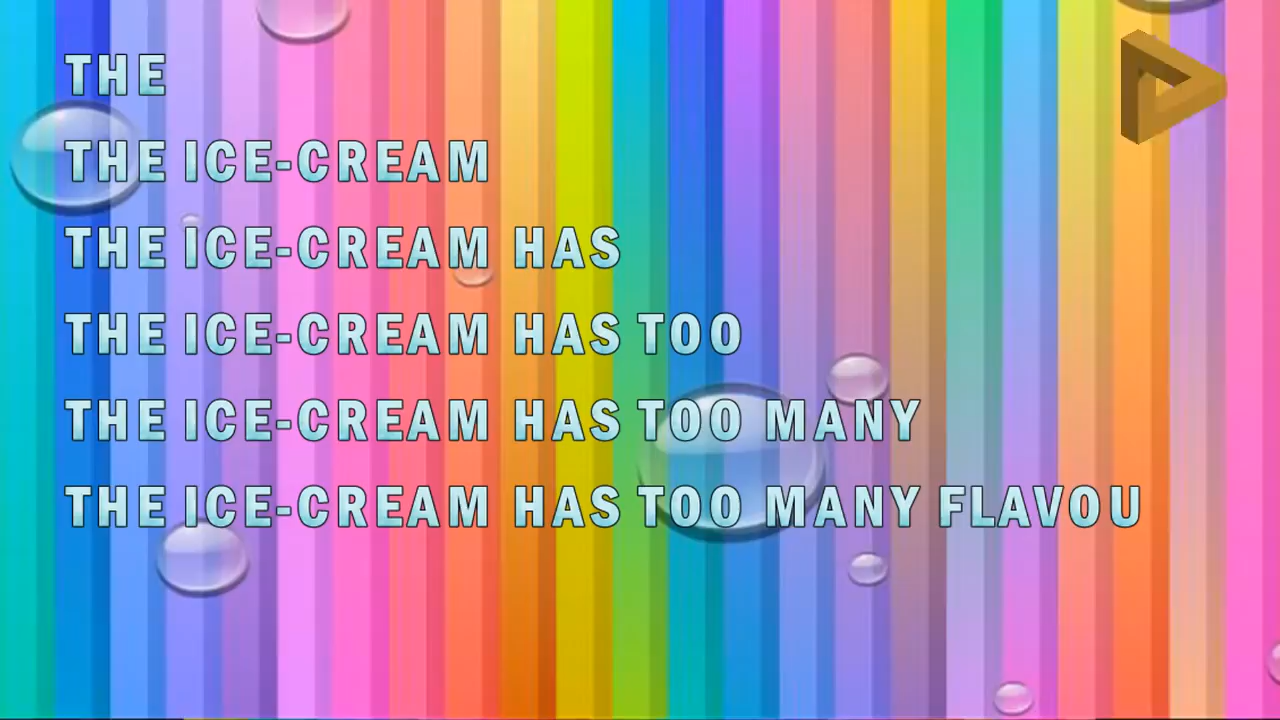 THE
THE ICE-CREAM
THE ICE-CREAM HAS
THE ICE-CREAM HAS TOO
THE ICE-CREAM HAS TOO MANY
THE ICE-CREAM HAS TOO MANY FLAVOU